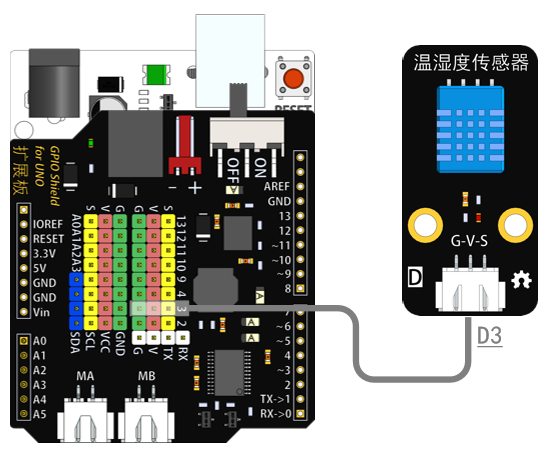 RESET
GPIO Shield
for UNO
扩展板
OFF
ON
- +
AREF
GND
13
12
~11
~10
~9
8
7
~6
~5
4
~3
2
TX->1
RX->0
IOREF
RESET
3.3V
5V
GND
GND
Vin
A0
A1
A2
A3
A4
A5
S V G G V S
A0 A1 A2 A3
13 12 11 10 9 4 3 2
SDA SCL VCC GND G V TX RX
MA
MB
A
A
A
A
温湿度传感器
G-V-S
D
D3